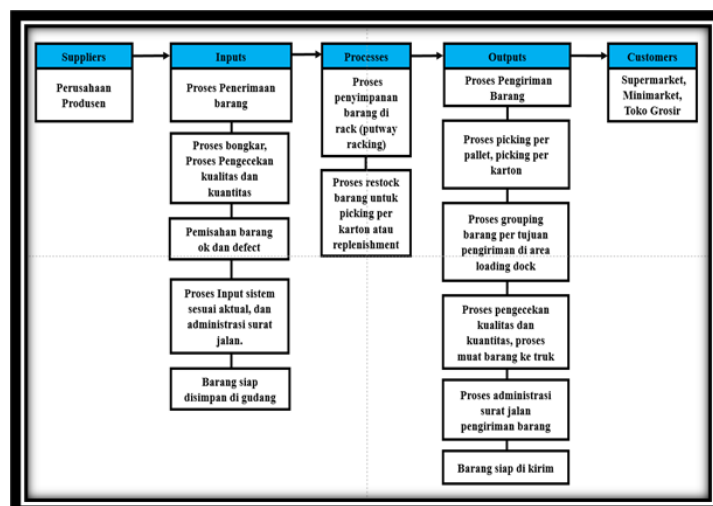 Suppliers
Perusahaan
Produsen
Inputs
Proses Penerimaan
barang
Proses bongkar,
Proses Pengecekan
kualitas dan
kuantitas
Pemisahan barang
ok dan defect
Proses Input sistem
sesuai aktual, dan
administrasi surat
jalan.
Barang siap
disimpan di gudang
Processes
Proses
penyimpanan
barang di
rack (putway
racking)
Proses restock
barang untuk
picking per
karton atau
replenishment
Outputs
Proses Pengiriman
Barang
Proses picking per
pallet, picking per
karton
Proses grouping
barang per tujuan
pengiriman di area
loading dock
Proses pengecekan
kualitas dan
kuantitas, proses
muat barang ke truk
Proses administrasi
surat jalan
pengiriman barang
Barang siap di kirim
Customers
Supermarket,
Minimarket,
Toko Grosir